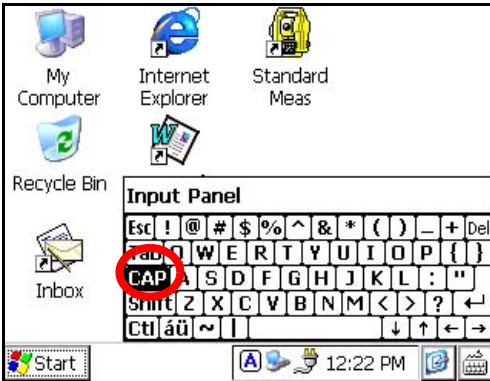 My Computer
Internet Explorer
Standard Meas
Recycle Bin
Inbox
Input Panel
Esc ! @ # $ % ^ & * ( ) _ + Del
Tab Q W E R T Y U I O P { }
CAP A S D F G H J K L : "
Shift Z X C V B N M < > ? ↵
Ctl áü ~ | ↓ ↑ ← →
Start A 12:22 PM